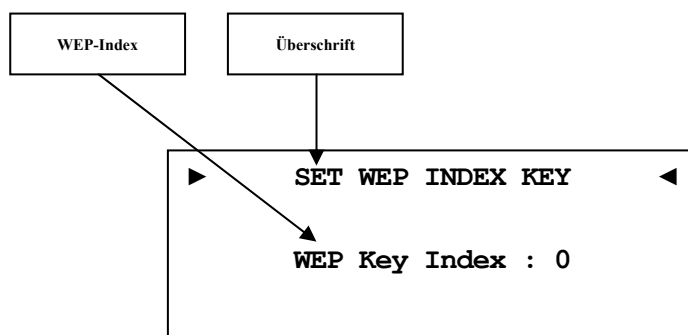 WEP-Index
Überschrift
► SET WEP INDEX KEY ◄
WEP Key Index : 0